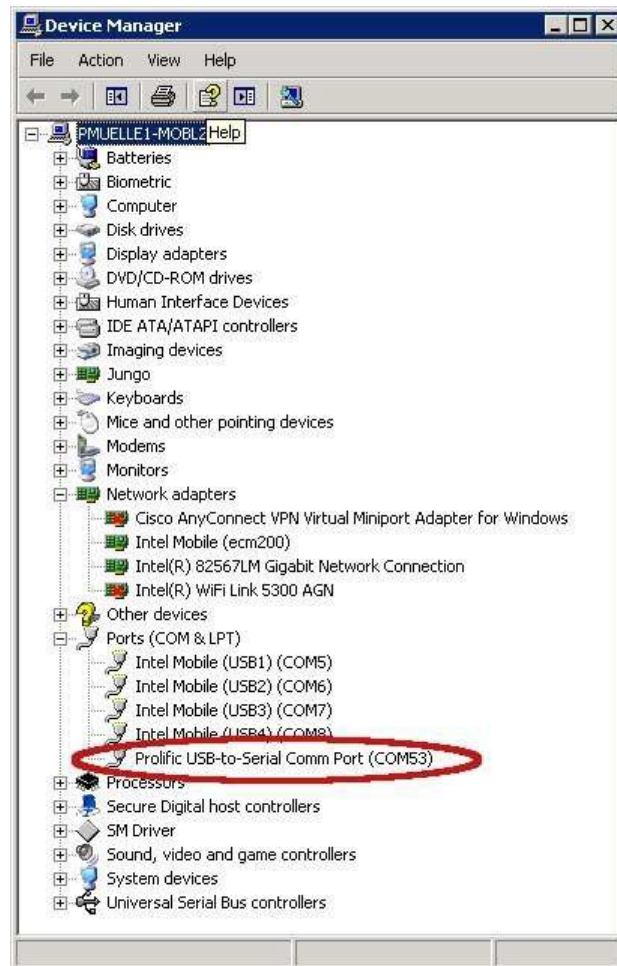 Device Manager
File Action View Help
PMUELLE1-MOBL2 Help
Batteries
Biometric
Computer
Disk drives
Display adapters
DVD/CD-ROM drives
Human Interface Devices
IDE ATA/ATAPI controllers
Imaging devices
Jungo
Keyboards
Mice and other pointing devices
Modems
Monitors
Network adapters
Cisco AnyConnect VPN Virtual Miniport Adapter for Windows
Intel Mobile (ecm200)
Intel(R) 82567LM Gigabit Network Connection
Intel(R) WiFi Link 5300 AGN
Other devices
Ports (COM & LPT)
Intel Mobile (USB1) (COM5)
Intel Mobile (USB2) (COM6)
Intel Mobile (USB3) (COM7)
Intel Mobile (USB4) (COM8)
Prolific USB-to-Serial Comm Port (COM53)
Processors
Secure Digital host controllers
SM Driver
Sound, video and game controllers
System devices
Universal Serial Bus controllers